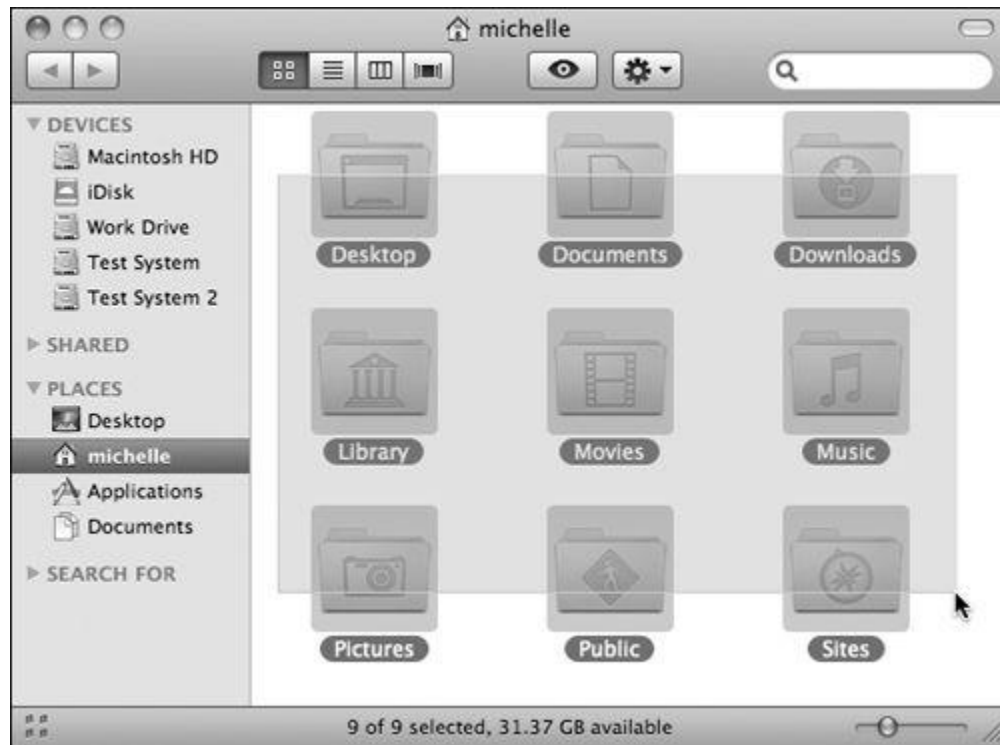 michelle
DEVICES
Macintosh HD
iDisk
Work Drive
Test System
Test System 2
SHARED
PLACES
Desktop
michelle
Applications
Documents
SEARCH FOR
Desktop
Documents
Downloads
Library
Movies
Music
Pictures
Public
Sites
9 of 9 selected, 31.37 GB available